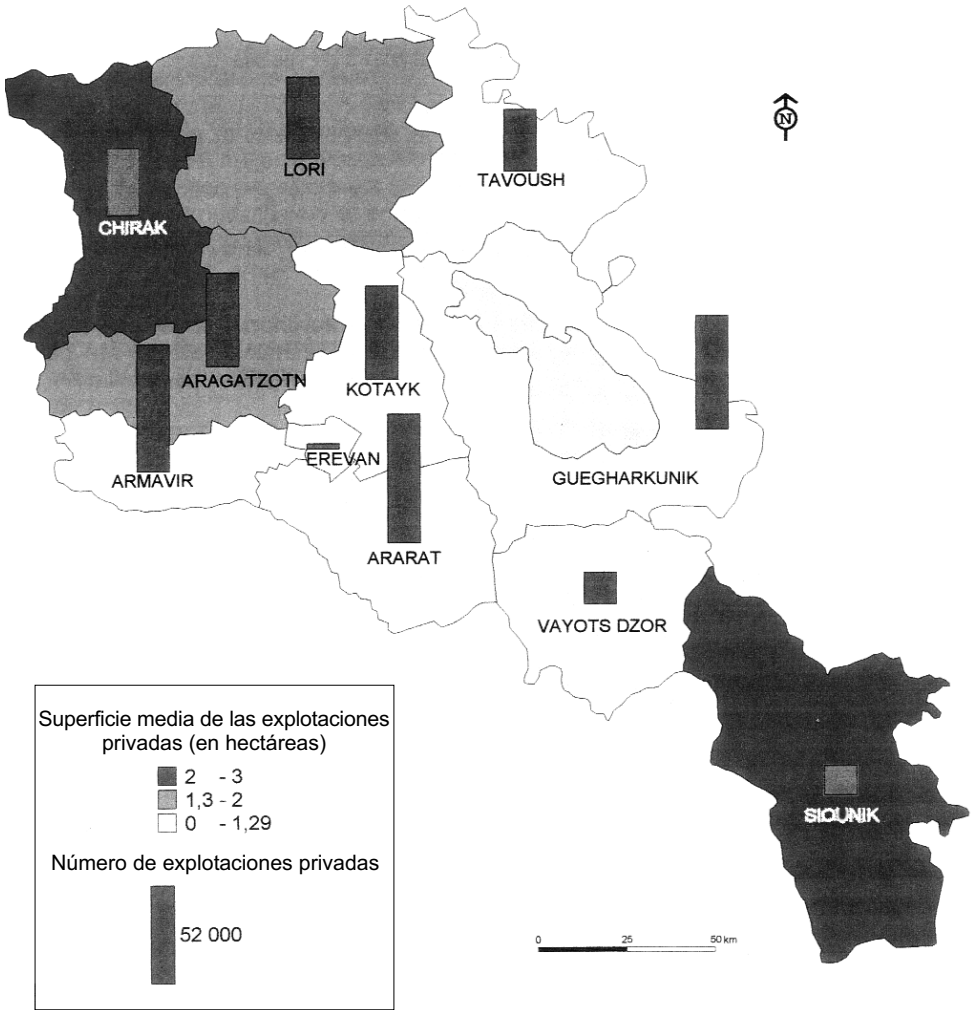 N
LORI
TAVOUSH
CHIRAK
ARAGATZOTN
KOTAYK
EREVAN
ARMAVIR
GUEGHARKUNIK
ARARAT
VAYOTS DZOR
SIOUNIK
Superficie media de las explotaciones
privadas (en hectáreas)
2 - 3
1,3 - 2
0 - 1,29
Número de explotaciones privadas
52 000
0 25 50 km